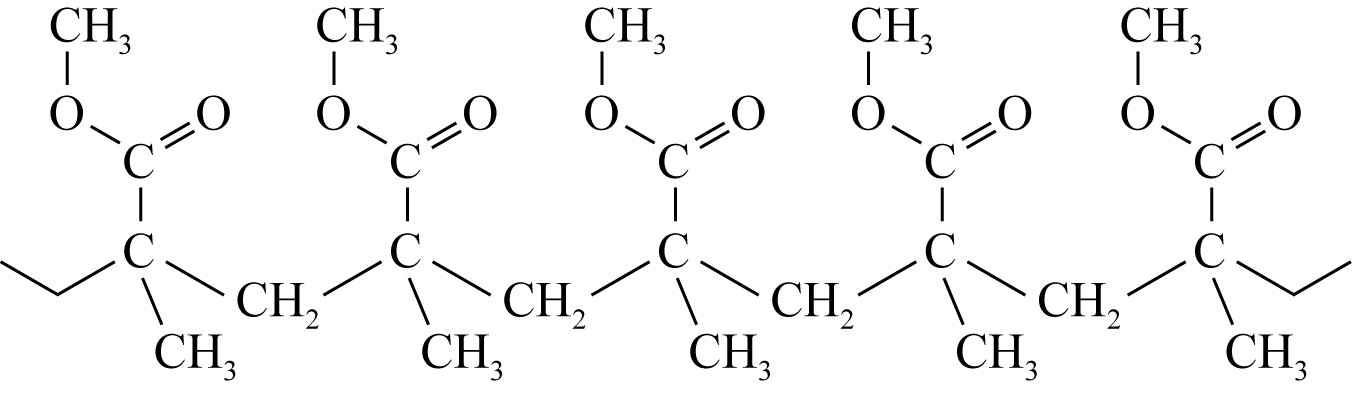 CH₃ CH₃ CH₃ CH₃ CH₃
O O O O O O O O O O
C C C C C
C C C C C
CH₂ CH₂ CH₂ CH₂
CH₃ CH₃ CH₃ CH₃ CH₃